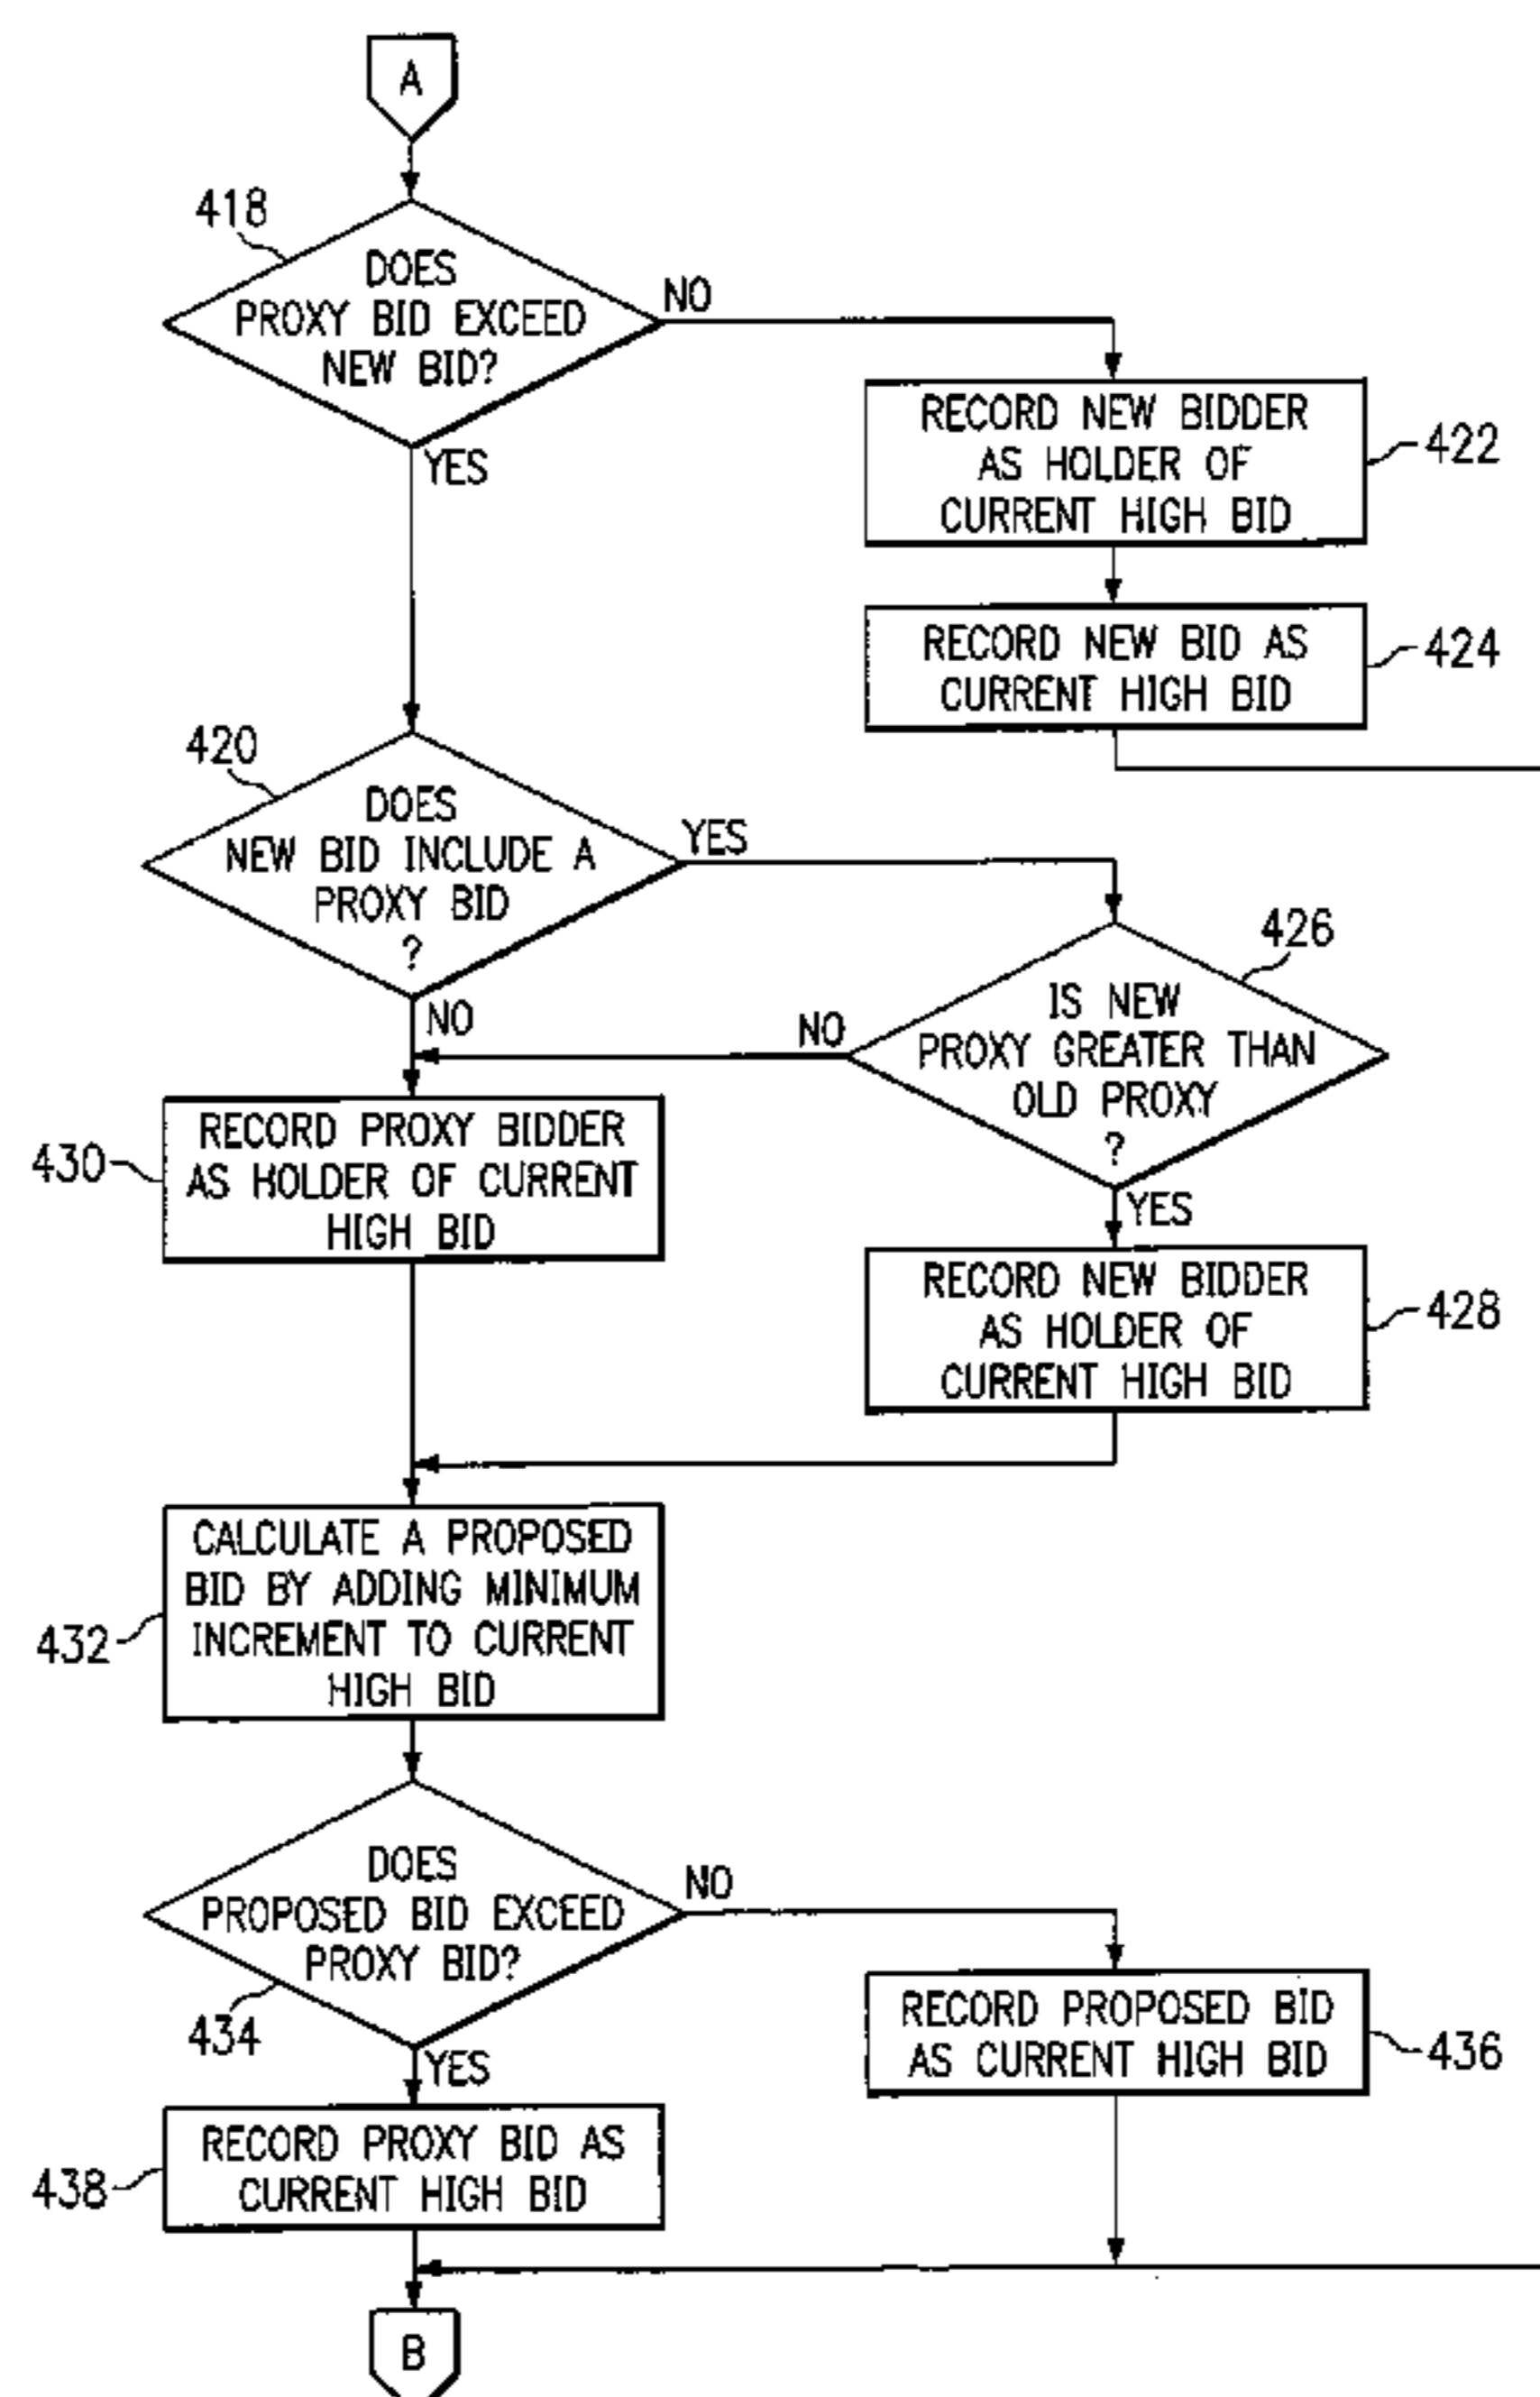 A
418
DOES
PROXY BID EXCEED
NEW BID?
NO
YES
RECORD NEW BIDDER
AS HOLDER OF
CURRENT HIGH BID
422
RECORD NEW BID AS
CURRENT HIGH BID
424
420
DOES
NEW BID INCLUDE A
PROXY BID
?
YES
NO
426
IS NEW
PROXY GREATER THAN
OLD PROXY
?
NO
YES
430
RECORD PROXY BIDDER
AS HOLDER OF CURRENT
HIGH BID
RECORD NEW BIDDER
AS HOLDER OF
CURRENT HIGH BID
428
432
CALCULATE A PROPOSED
BID BY ADDING MINIMUM
INCREMENT TO CURRENT
HIGH BID
DOES
PROPOSED BID EXCEED
PROXY BID?
434
NO
YES
RECORD PROPOSED BID
AS CURRENT HIGH BID
436
438
RECORD PROXY BID AS
CURRENT HIGH BID
B